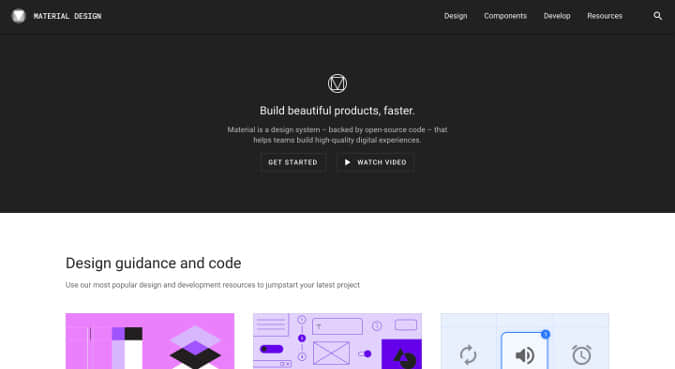 MATERIAL DESIGN
Design Components Develop Resources
Build beautiful products, faster.
Material is a design system – backed by open-source code – that
helps teams build high-quality digital experiences.
GET STARTED WATCH VIDEO
Design guidance and code
Use our most popular design and development resources to jumpstart your latest project